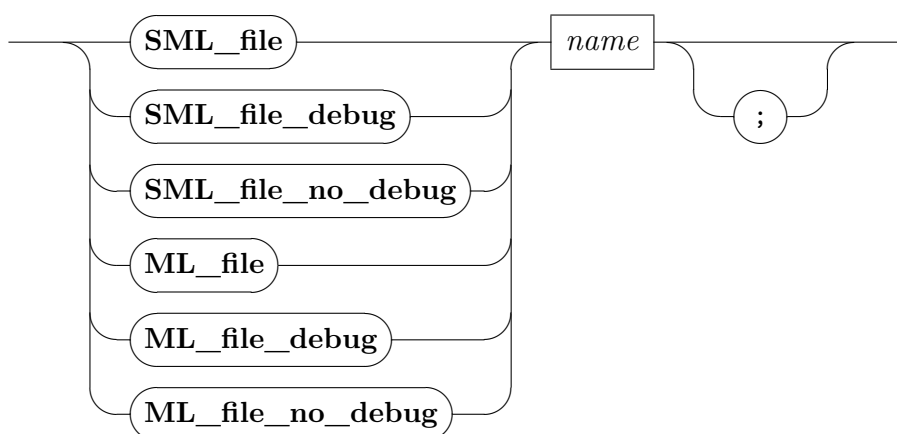 SML_file name
;
SML_file_debug
SML_file_no_debug
ML_file
ML_file_debug
ML_file_no_debug